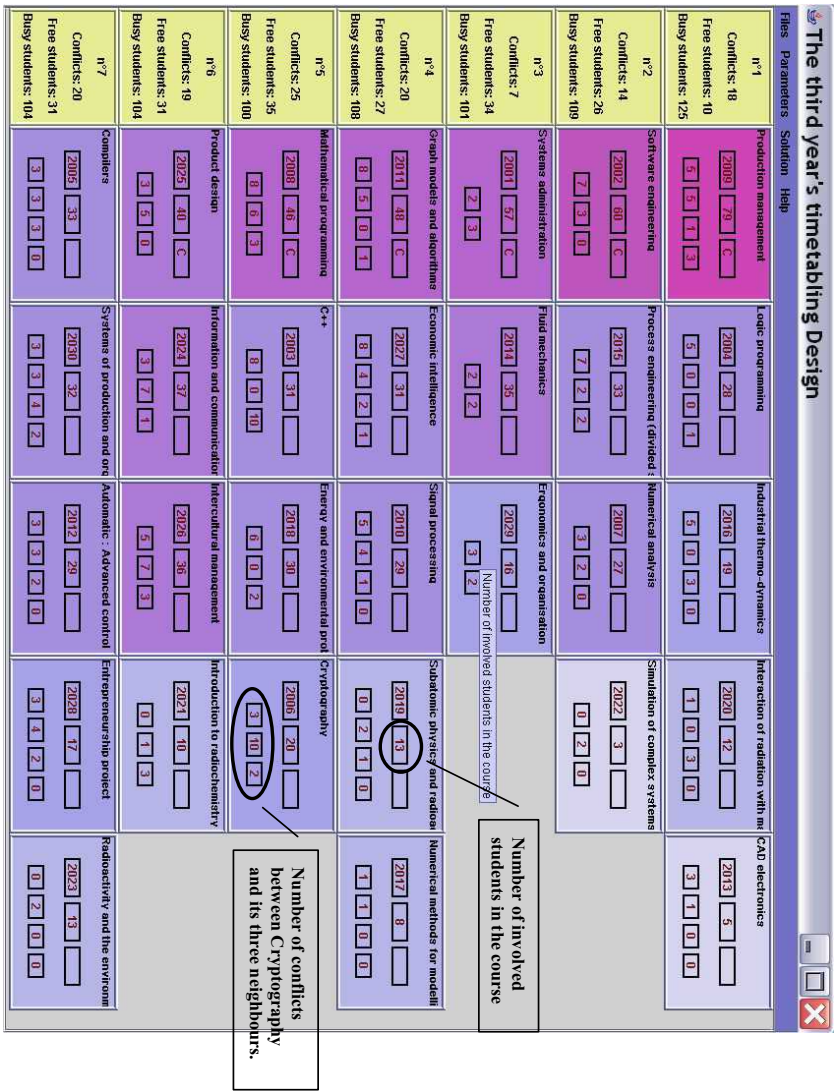 The third year's timetabling Design
Files Parameters Solution Help
n°1
Conflicts: 18
Free students: 10
Busy students: 125
Production management
2009 79 C
5 5 1 3
Logic programming
2004 28
5 0 0 1
Industrial thermo-dynamics
2016 19
5 0 3 0
Interaction of radiation with ma
2020 12
1 0 3 0
CAD electronics
2013 5
3 1 0 0
n°2
Conflicts: 14
Free students: 26
Busy students: 109
Software engineering
2002 60 C
7 3 0
Process engineering (divided s
2015 33
7 2 2
Numerical analysis
2007 27
3 2 0
Simulation of complex systems
2022 3
0 2 0
n°3
Conflicts: 7
Free students: 34
Busy students: 101
Systems administration
2001 57 C
2 3
Fluid mechanics
2014 35
2 2
Ergonomics and organisation
2029 16
3 2
Number of involved students in the course
n°4
Conflicts: 20
Free students: 27
Busy students: 108
Graph models and algorithms
2011 48 C
8 5 0 1
Economic intelligence
2027 31
8 4 2 1
Signal processing
2010 29
5 4 1 0
Subatomic physics and radioa
2019 13
0 2 1 0
Numerical methods for modelli
2017 8
1 1 0 0
n°5
Conflicts: 25
Free students: 35
Busy students: 100
Mathematical programming
2008 46 C
8 6 3
C++
2003 31
8 0 10
Energy and environmental prot
2018 30
6 0 2
Cryptography
2006 20
3 10 2
n°6
Conflicts: 19
Free students: 31
Busy students: 104
Product design
2025 40 C
3 5 0
Information and communication
2024 37
3 7 1
Intercultural management
2026 36
5 7 3
Introduction to radiochemistry
2021 10
0 1 3
n°7
Conflicts: 20
Free students: 31
Busy students: 104
Compilers
2005 33
3 3 3 0
Systems of production and org
2030 32
3 3 4 2
Automatic : Advanced control
2012 29
3 3 2 0
Entrepreneurship project
2028 17
3 4 2 0
Radioactivity and the environm
2023 13
0 2 0 0
Number of involved
students in the course
Number of conflicts
between Cryptography
and its three neighbours.